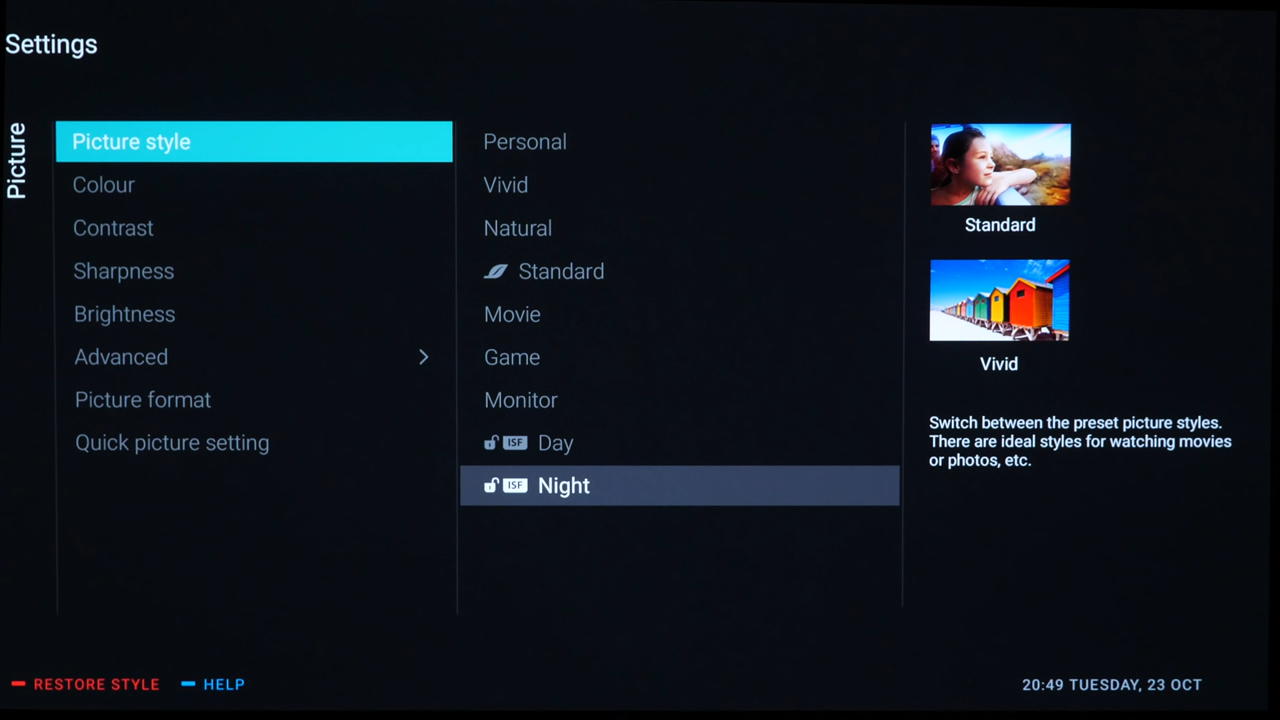 Settings
Picture
Picture style
Colour
Contrast
Sharpness
Brightness
Advanced
Picture format
Quick picture setting
Personal
Vivid
Natural
Standard
Movie
Game
Monitor
ISF Day
ISF Night
Standard
Vivid
Switch between the preset picture styles.
There are ideal styles for watching movies
or photos, etc.
RESTORE STYLE
HELP
20:49 TUESDAY, 23 OCT